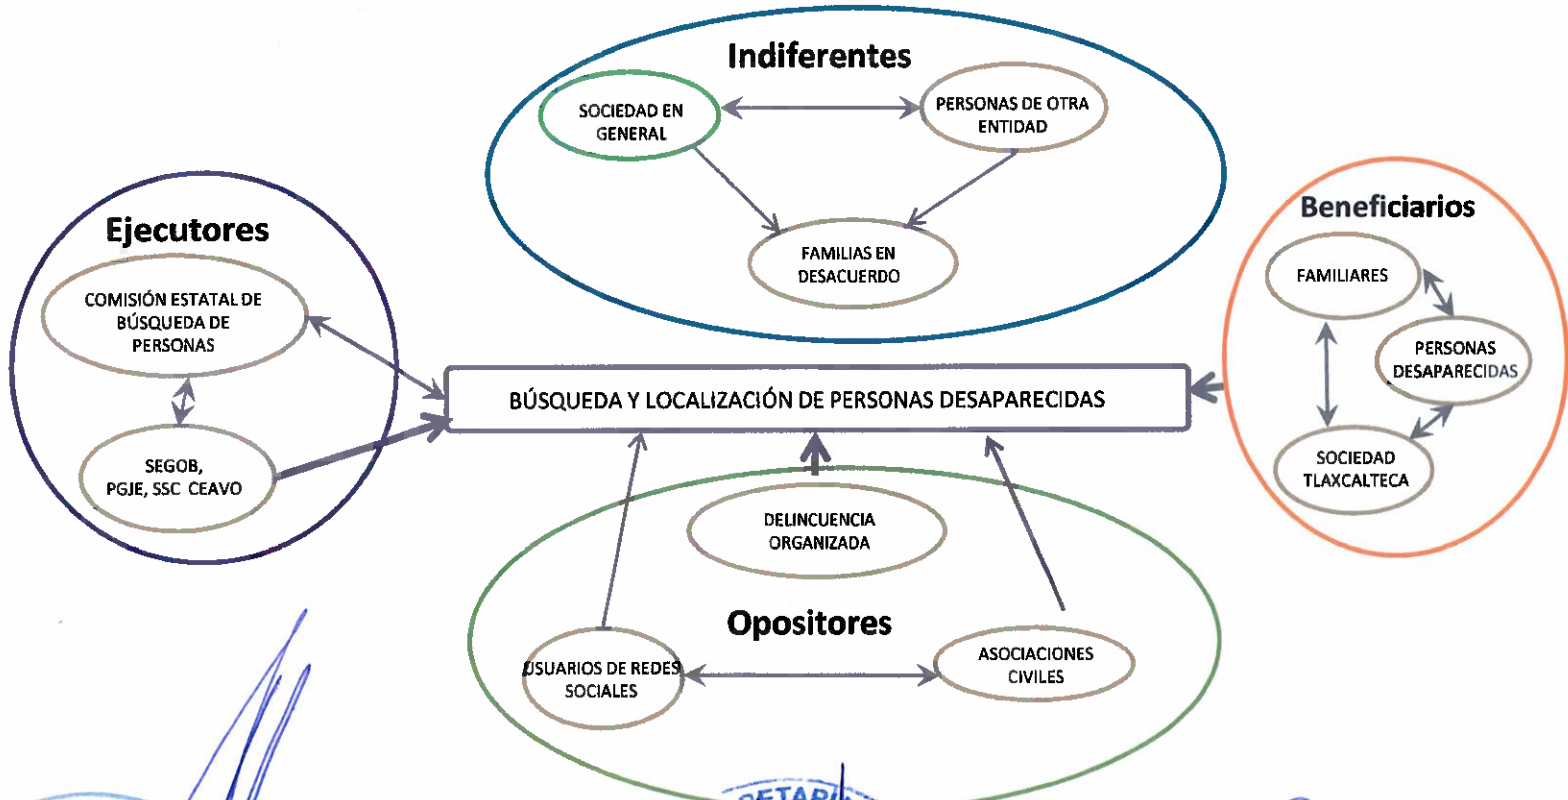 Indiferentes
SOCIEDAD EN
GENERAL
PERSONAS DE OTRA
ENTIDAD
FAMILIAS EN
DESACUERDO
Ejecutores
COMISIÓN ESTATAL DE
BÚSQUEDA DE
PERSONAS
SEGOB,
PGJE, SSC CEAVO
Beneficiarios
FAMILIARES
PERSONAS
DESAPARECIDAS
SOCIEDAD
TLAXCALTECA
BÚSQUEDA Y LOCALIZACIÓN DE PERSONAS DESAPARECIDAS
DELINCUENCIA
ORGANIZADA
Opositores
USUARIOS DE REDES
SOCIALES
ASOCIACIONES
CIVILES